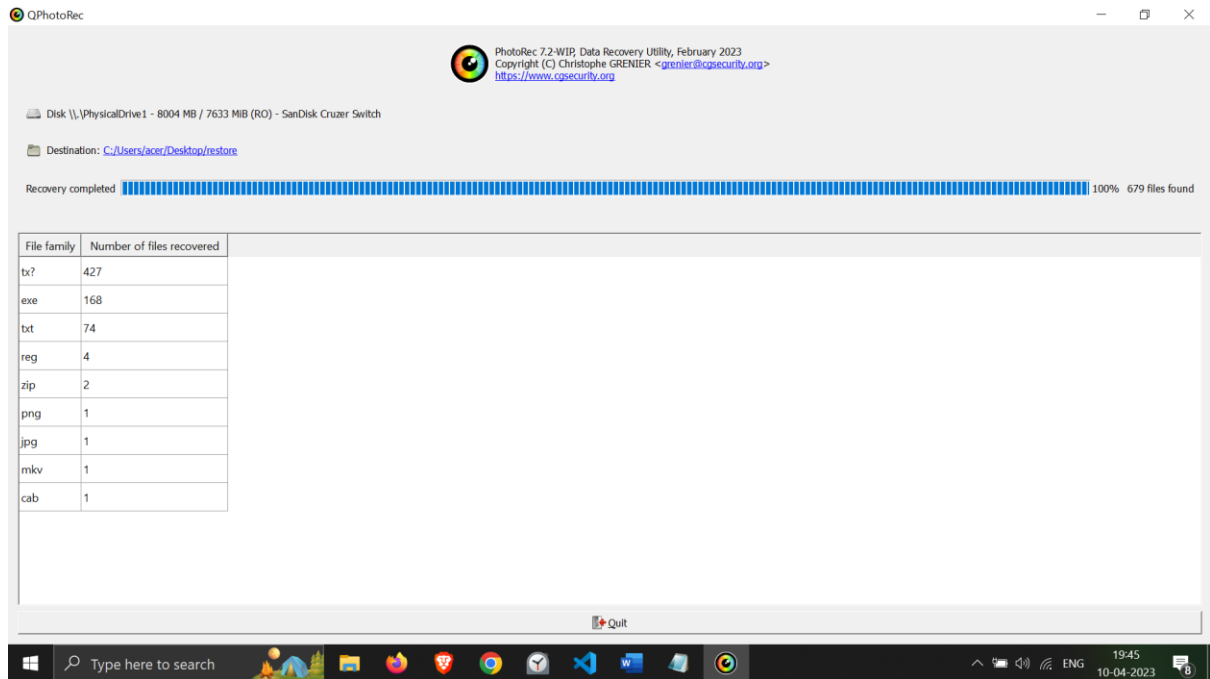 QPhotoRec
PhotoRec 7.2-WIP, Data Recovery Utility, February 2023
Copyright (C) Christophe GRENIER <grenier@cgsecurity.org>
https://www.cgsecurity.org
Disk \\.\PhysicalDrive1 - 8004 MB / 7633 MiB (RO) - SanDisk Cruzer Switch
Destination: C:/Users/acer/Desktop/restore
Recovery completed 100% 679 files found
File family Number of files recovered
tx? 427
exe 168
txt 74
reg 4
zip 2
png 1
jpg 1
mkv 1
cab 1
Quit
Type here to search ENG 19:45
10-04-2023 8